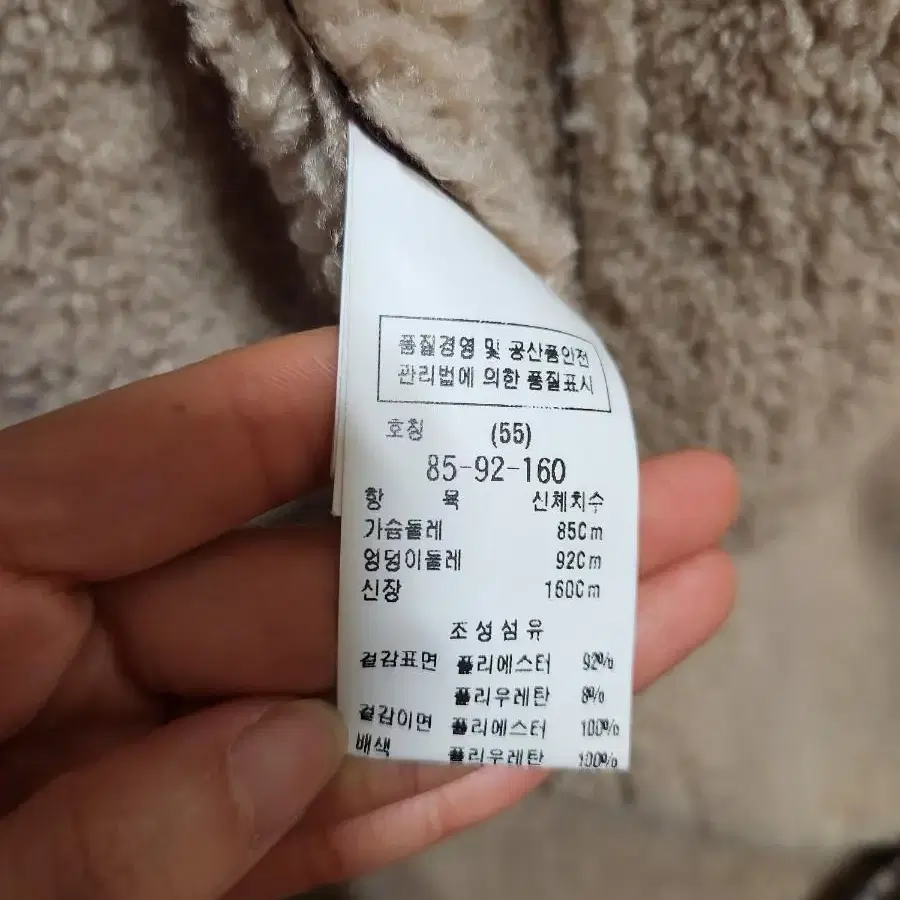 품질경영 및 공산품안전
관리법에 의한 품질표시
호칭 (55)
85-92-160
항 목 신체치수
가슴둘레 85Cm
엉덩이둘레 92Cm
신장 160Cm
조성섬유
겉감표면 폴리에스터 92%
폴리우레탄 8%
겉감이면 폴리에스터 100%
배색 폴리우레탄 100%